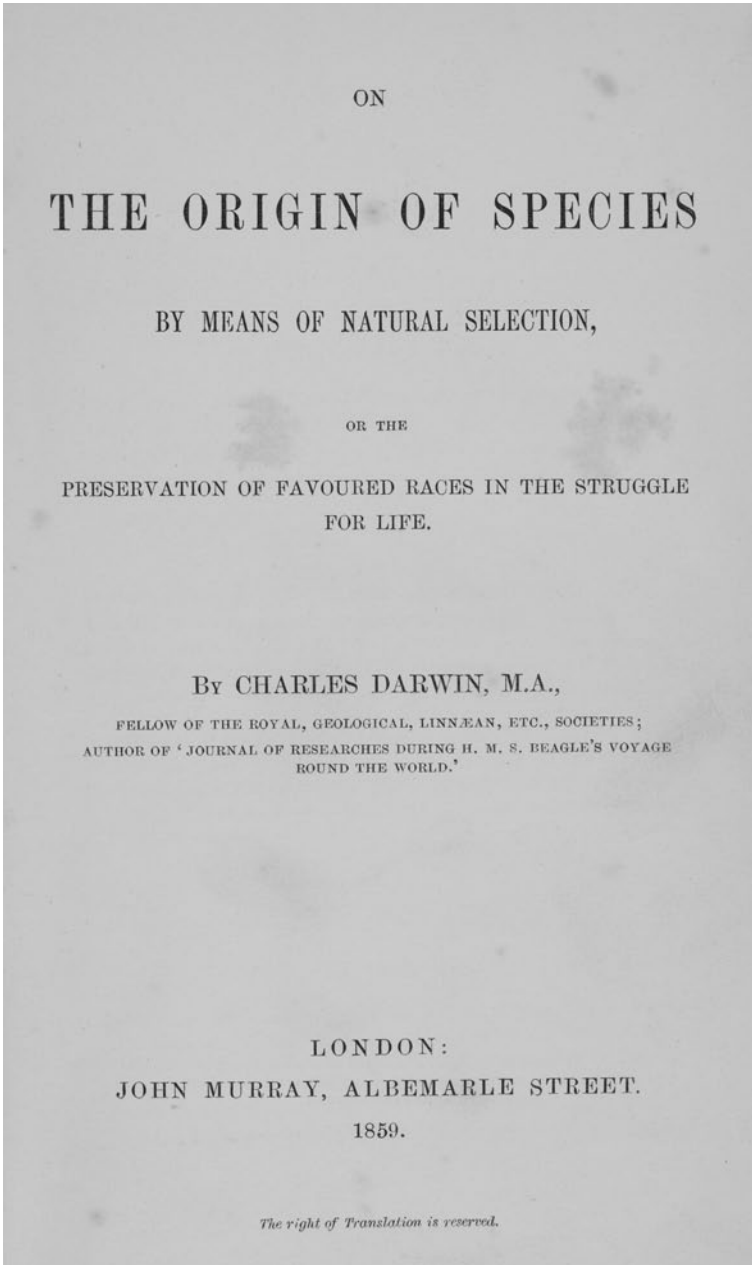 ON
THE ORIGIN OF SPECIES
BY MEANS OF NATURAL SELECTION,
OR THE
PRESERVATION OF FAVOURED RACES IN THE STRUGGLE
FOR LIFE.
BY CHARLES DARWIN, M.A.,
FELLOW OF THE ROYAL, GEOLOGICAL, LINNÆAN, ETC., SOCIETIES;
AUTHOR OF ‘JOURNAL OF RESEARCHES DURING H. M. S. BEAGLE’S VOYAGE
ROUND THE WORLD.’
LONDON:
JOHN MURRAY, ALBEMARLE STREET.
1859.
The right of Translation is reserved.